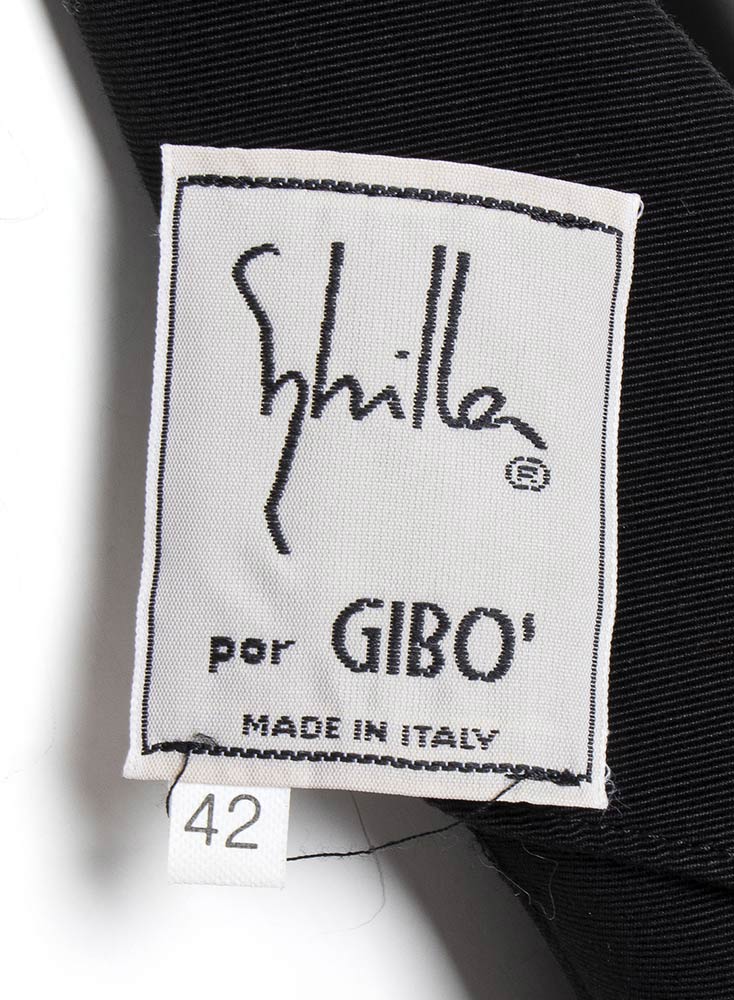 Sybilla
®
por GIBO'
MADE IN ITALY
42